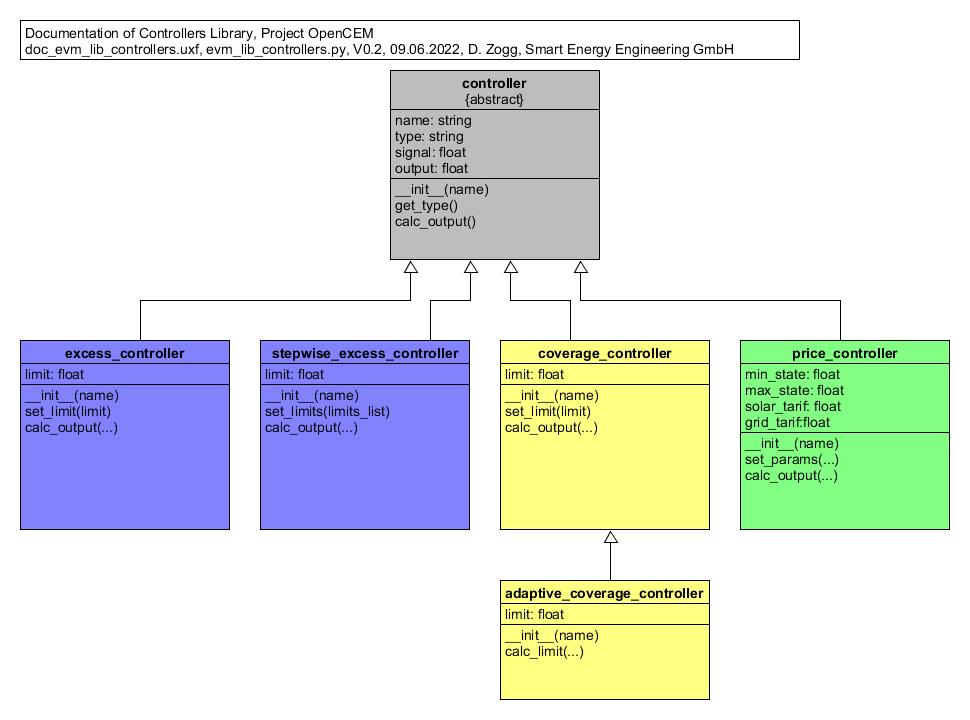 Documentation of Controllers Library, Project OpenCEM
doc_evm_lib_controllers.uxf, evm_lib_controllers.py, V0.2, 09.06.2022, D. Zogg, Smart Energy Engineering GmbH
controller
{abstract}
name: string
type: string
signal: float
output: float
__init__(name)
get_type()
calc_output()
excess_controller
limit: float
__init__(name)
set_limit(limit)
calc_output(...)
stepwise_excess_controller
limit: float
__init__(name)
set_limits(limits_list)
calc_output(...)
coverage_controller
limit: float
__init__(name)
set_limit(limit)
calc_output(...)
price_controller
min_state: float
max_state: float
solar_tarif: float
grid_tarif:float
__init__(name)
set_params(...)
calc_output(...)
adaptive_coverage_controller
limit: float
__init__(name)
calc_limit(...)